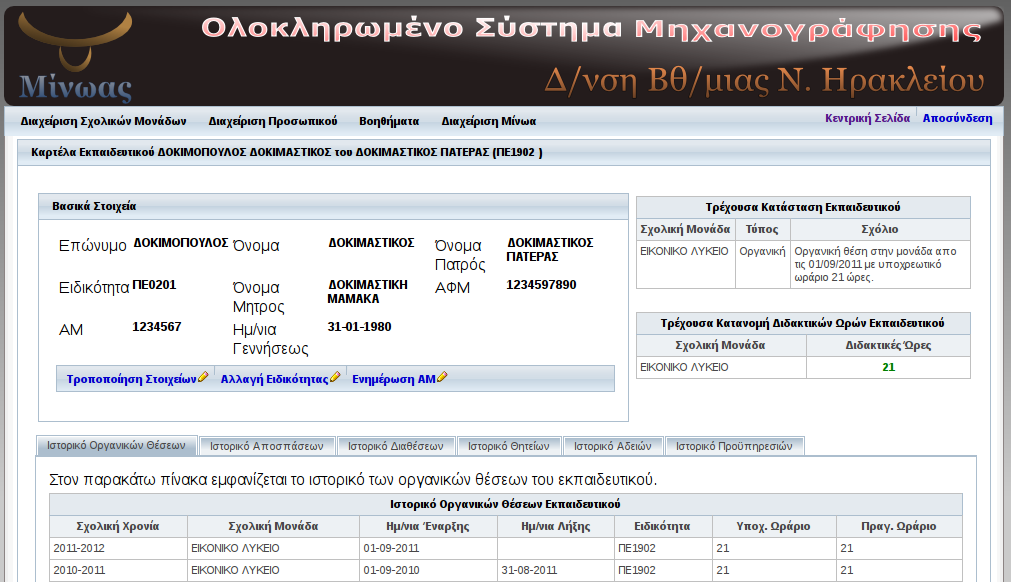 Ολοκληρωμένο Σύστημα Μηχανογράφησης
Μίνωας
Δ/νση Βθ/μιας Ν. Ηρακλείου
Διαχείριση Σχολικών Μονάδων Διαχείριση Προσωπικού Βοηθήματα Διαχείριση Μίνωα Κεντρική Σελίδα Αποσύνδεση
Καρτέλα Εκπαιδευτικού ΔΟΚΙΜΟΠΟΥΛΟΣ ΔΟΚΙΜΑΣΤΙΚΟΣ του ΔΟΚΙΜΑΣΤΙΚΟΣ ΠΑΤΕΡΑΣ (ΠΕ1902 )
Βασικά Στοιχεία
Επώνυμο ΔΟΚΙΜΟΠΟΥΛΟΣ Όνομα ΔΟΚΙΜΑΣΤΙΚΟΣ Όνομα Πατρός ΔΟΚΙΜΑΣΤΙΚΟΣ ΠΑΤΕΡΑΣ
Ειδικότητα ΠΕ0201 Όνομα Μητρος ΔΟΚΙΜΑΣΤΙΚΗ ΜΑΜΑΚΑ ΑΦΜ 1234597890
ΑΜ 1234567 Ημ/νια Γεννήσεως 31-01-1980
Τροποποίηση Στοιχείων Αλλαγή Ειδικότητας Ενημέρωση ΑΜ
Τρέχουσα Κατάσταση Εκπαιδευτικού
Σχολική Μονάδα Τύπος Σχόλιο
ΕΙΚΟΝΙΚΟ ΛΥΚΕΙΟ Οργανική Οργανική θέση στην μονάδα απο
τις 01/09/2011 με υποχρεωτικό
ωράριο 21 ώρες.
Τρέχουσα Κατανομή Διδακτικών Ωρών Εκπαιδευτικού
Σχολική Μονάδα Διδακτικές Ώρες
ΕΙΚΟΝΙΚΟ ΛΥΚΕΙΟ 21
Ιστορικό Οργανικών Θέσεων Ιστορικό Αποσπάσεων Ιστορικό Διαθέσεων Ιστορικό Θητείων Ιστορικό Αδειών Ιστορικό Προϋπηρεσιών
Στον παρακάτω πίνακα εμφανίζεται το ιστορικό των οργανικών θέσεων του εκπαιδευτικού.
Ιστορικό Οργανικών Θέσεων Εκπαιδευτικού
Σχολική Χρονία Σχολική Μονάδα Ημ/νια Έναρξης Ημ/νια Λήξης Ειδικότητα Υποχ. Ωράριο Πραγ. Ωράριο
2011-2012 ΕΙΚΟΝΙΚΟ ΛΥΚΕΙΟ 01-09-2011 ΠΕ1902 21 21
2010-2011 ΕΙΚΟΝΙΚΟ ΛΥΚΕΙΟ 01-09-2010 31-08-2011 ΠΕ1902 21 21